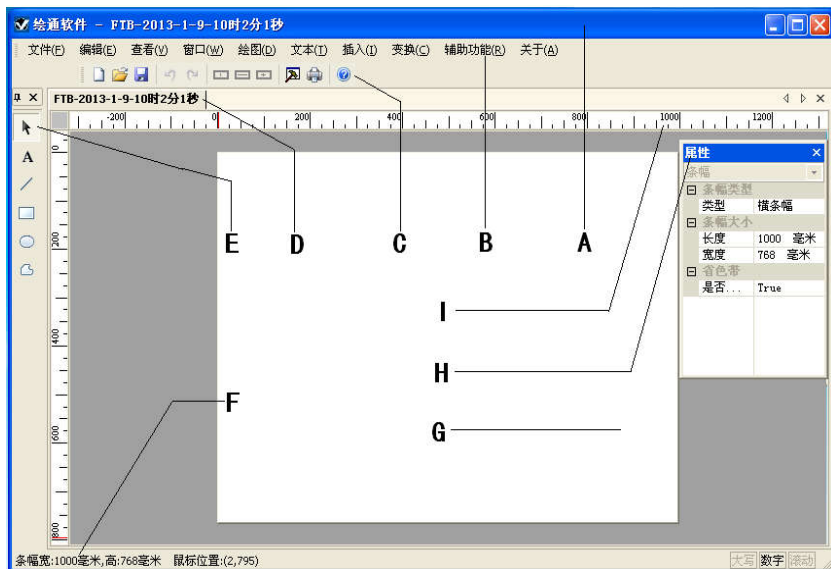 绘通软件 - FTB-2013-1-9-10时2分1秒
文件(F) 编辑(E) 查看(V) 窗口(W) 绘图(D) 文本(T) 插入(I) 变换(C) 辅助功能(R) 关于(A)
FTB-2013-1-9-10时2分1秒
-200 0 200 400 600 800 1000 1200
0
200
400
600
800
A
属性
条幅
条幅类型
类型 横条幅
条幅大小
长度 1000 毫米
宽度 768 毫米
省色带
是否... True
E D C B A
I
H
F
G
条幅宽:1000毫米,高:768毫米 鼠标位置:(2,795)
大写 数字 滚动